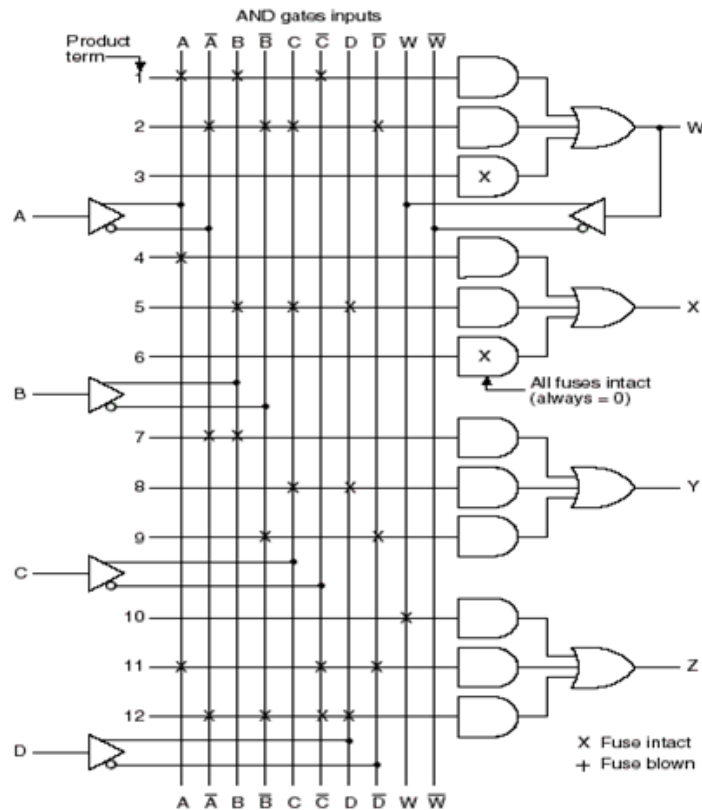 AND gates inputs
Product
term
A A̅ B B̅ C C̅ D D̅ W W̅
1
2
W
3
A
4
5
X
6
B
All fuses intact
(always = 0)
7
8
Y
9
C
10
11
Z
12
D
X Fuse intact
+ Fuse blown
A A̅ B B̅ C C̅ D D̅ W W̅